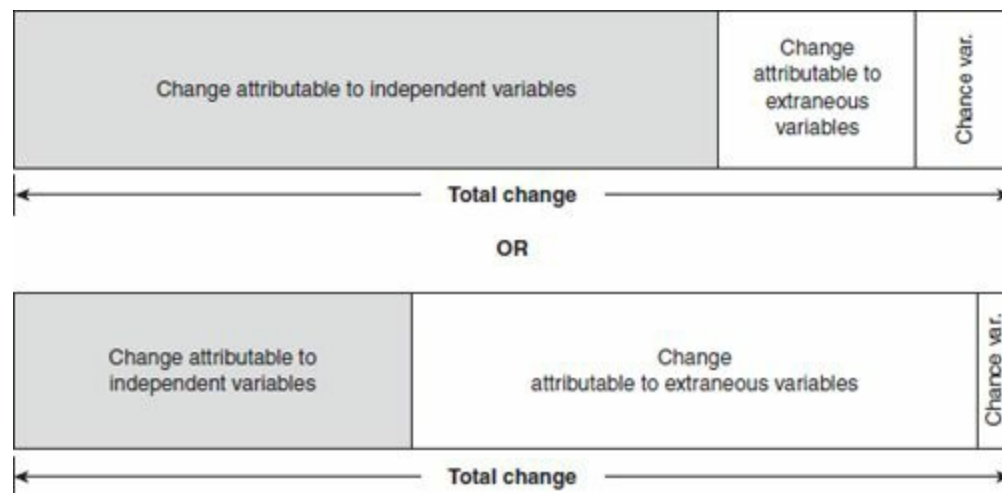 Change attributable to independent variables
Change
attributable to
extraneous
variables
Chance var.
Total change
OR
Change attributable to
independent variables
Change
attributable to extraneous variables
Chance var.
Total change